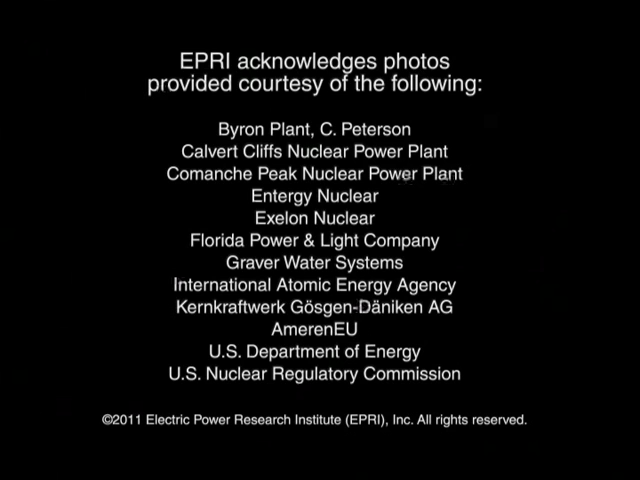 EPRI acknowledges photos
provided courtesy of the following:
Byron Plant, C. Peterson
Calvert Cliffs Nuclear Power Plant
Comanche Peak Nuclear Power Plant
Entergy Nuclear
Exelon Nuclear
Florida Power & Light Company
Graver Water Systems
International Atomic Energy Agency
Kernkraftwerk Gösgen-Däniken AG
AmerenEU
U.S. Department of Energy
U.S. Nuclear Regulatory Commission
©2011 Electric Power Research Institute (EPRI), Inc. All rights reserved.